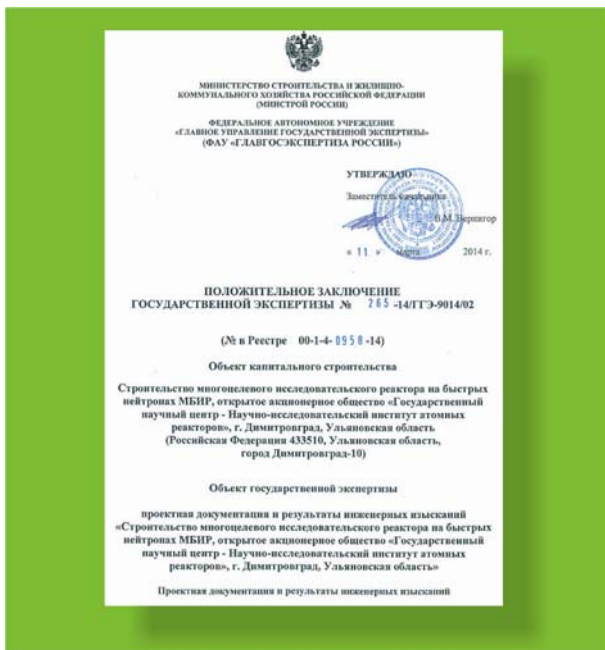 МИНИСТЕРСТВО СТРОИТЕЛЬСТВА И ЖИЛИЩНО-
КОММУНАЛЬНОГО ХОЗЯЙСТВА РОССИЙСКОЙ ФЕДЕРАЦИИ
(МИНСТРОЙ РОССИИ)
ФЕДЕРАЛЬНОЕ АВТОНОМНОЕ УЧРЕЖДЕНИЕ
«ГЛАВНОЕ УПРАВЛЕНИЕ ГОСУДАРСТВЕННОЙ ЭКСПЕРТИЗЫ»
(ФАУ «ГЛАВГОСЭКСПЕРТИЗА РОССИИ»)
УТВЕРЖДАЮ
Заместитель начальника
В.М. Вернигор
« 11 » марта 2014 г.
ПОЛОЖИТЕЛЬНОЕ ЗАКЛЮЧЕНИЕ
ГОСУДАРСТВЕННОЙ ЭКСПЕРТИЗЫ № 265 -14/ГГЭ-9014/02
(№ в Реестре 00-1-4- 0958 -14)
Объект капитального строительства
Строительство многоцелевого исследовательского реактора на быстрых
нейтронах МБИР, открытое акционерное общество «Государственный
научный центр - Научно-исследовательский институт атомных
реакторов», г. Димитровград, Ульяновская область
(Российская Федерация 433510, Ульяновская область,
город Димитровград-10)
Объект государственной экспертизы
проектная документация и результаты инженерных изысканий
«Строительство многоцелевого исследовательского реактора на быстрых
нейтронах МБИР, открытое акционерное общество «Государственный
научный центр - Научно-исследовательский институт атомных
реакторов», г. Димитровград, Ульяновская область»
Проектная документация и результаты инженерных изысканий